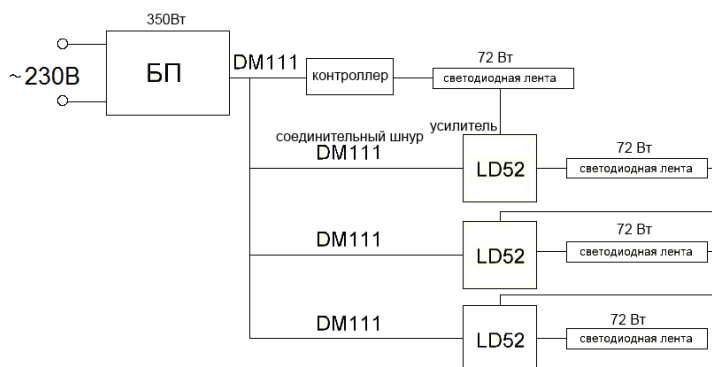 350Вт
~230В
БП
DM111
контроллер
72 Вт
светодиодная лента
усилитель
соединительный шнур
DM111
LD52
72 Вт
светодиодная лента
DM111
LD52
72 Вт
светодиодная лента
DM111
LD52
72 Вт
светодиодная лента